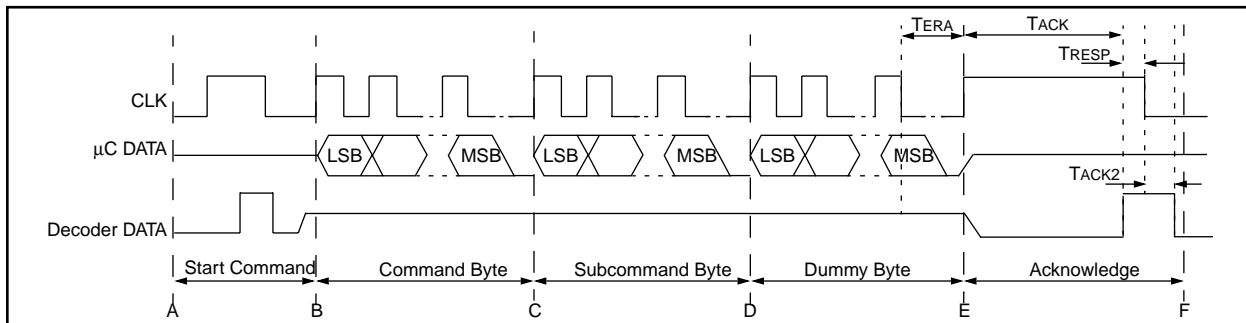 TERA
TACK
TRESP
CLK
µC DATA
LSB
MSB
LSB
MSB
LSB
MSB
TACK2
Decoder DATA
Start Command
Command Byte
Subcommand Byte
Dummy Byte
Acknowledge
A
B
C
D
E
F